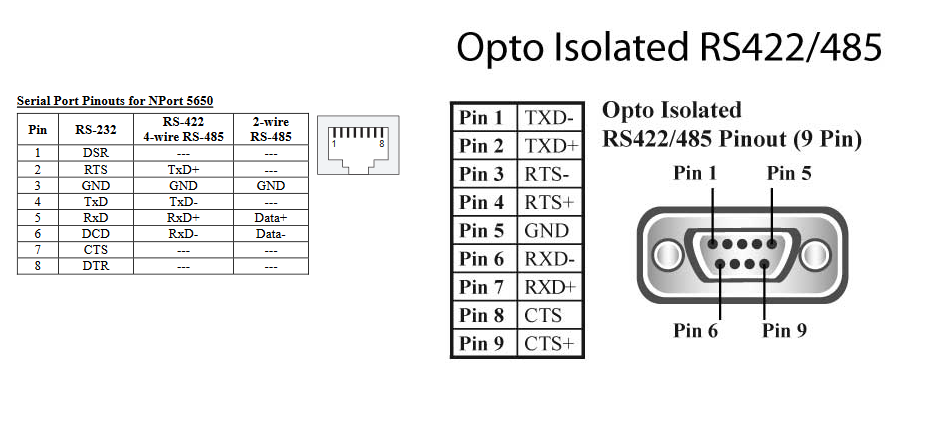 Opto Isolated RS422/485
Serial Port Pinouts for NPort 5650
Pin RS-232 RS-422 4-wire RS-485 2-wire RS-485
1 DSR --- ---
2 RTS TxD+ ---
3 GND GND GND
4 TxD TxD- ---
5 RxD RxD+ Data+
6 DCD RxD- Data-
7 CTS --- ---
8 DTR --- ---
1 8
Pin 1 TXD-
Pin 2 TXD+
Pin 3 RTS-
Pin 4 RTS+
Pin 5 GND
Pin 6 RXD-
Pin 7 RXD+
Pin 8 CTS
Pin 9 CTS+
Opto Isolated
RS422/485 Pinout (9 Pin)
Pin 1 Pin 5
Pin 6 Pin 9